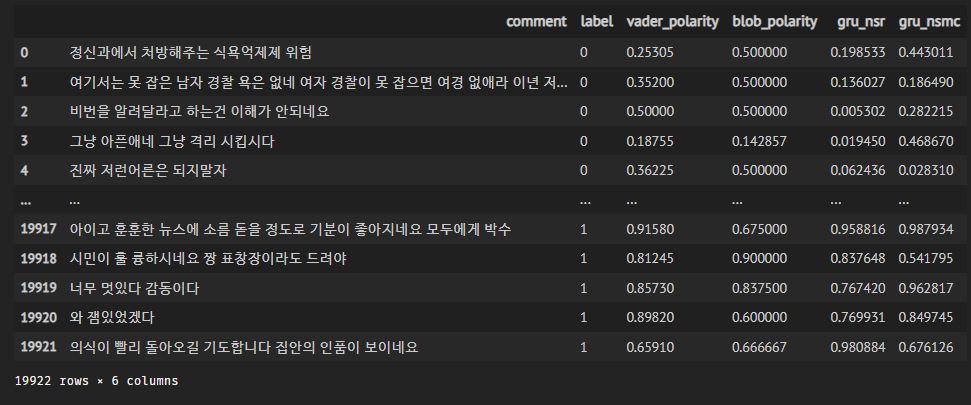 comment label vader_polarity blob_polarity gru_nsr gru_nsmc
0 정신과에서 처방해주는 식욕억제제 위험 0 0.25305 0.500000 0.198533 0.443011
1 여기서는 못 잡은 남자 경찰 욕은 없네 여자 경찰이 못 잡으면 여경 없애라 이년 저... 0 0.35200 0.500000 0.136027 0.186490
2 비번을 알려달라고 하는건 이해가 안되네요 0 0.50000 0.500000 0.005302 0.282215
3 그냥 아픈애네 그냥 격리 시킵시다 0 0.18755 0.142857 0.019450 0.468670
4 진짜 저런어른은 되지말자 0 0.36225 0.500000 0.062436 0.028310
... ... ... ... ... ... ...
19917 아이고 훈훈한 뉴스에 소름 돋을 정도로 기분이 좋아지네요 모두에게 박수 1 0.91580 0.675000 0.958816 0.987934
19918 시민이 훌 륭하시네요 짱 표창장이라도 드려야 1 0.81245 0.900000 0.837648 0.541795
19919 너무 멋있다 감동이다 1 0.85730 0.837500 0.767420 0.962817
19920 와 잼있었겠다 1 0.89820 0.600000 0.769931 0.849745
19921 의식이 빨리 돌아오길 기도합니다 집안의 인품이 보이네요 1 0.65910 0.666667 0.980884 0.676126
19922 rows × 6 columns